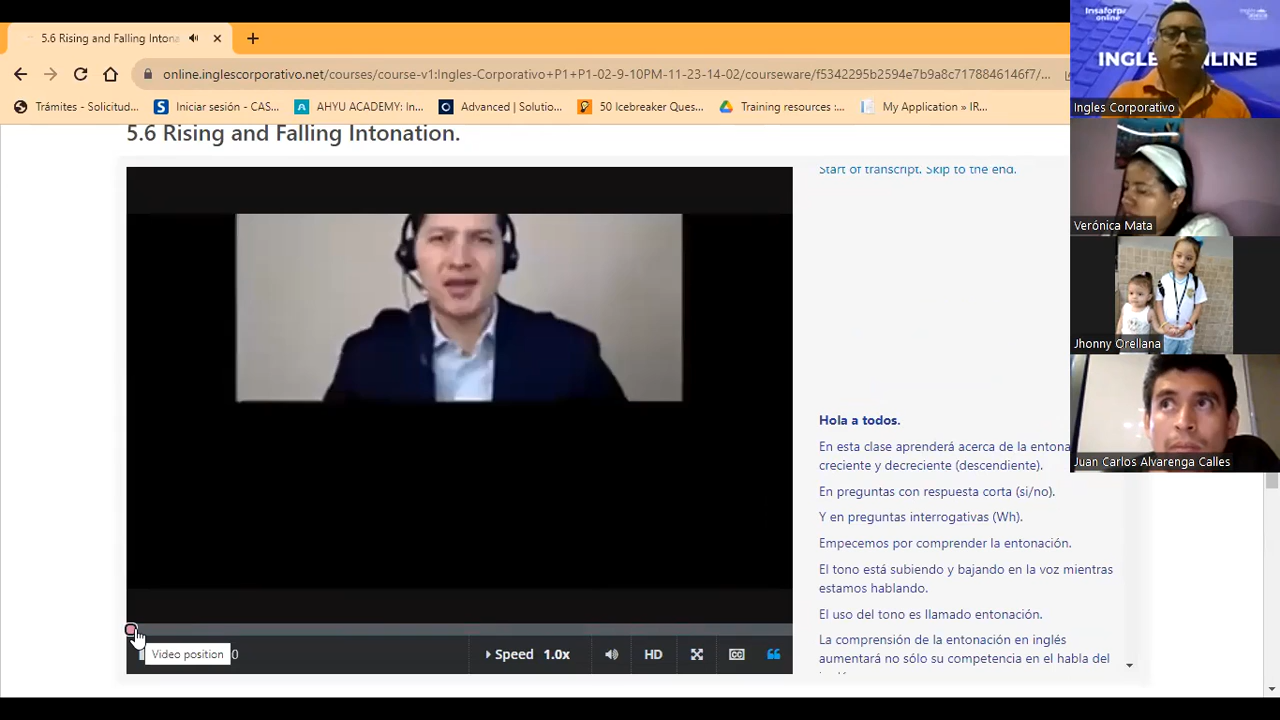 5.6 Rising and Falling Intona
online.inglescorporativo.net/courses/course-v1:Ingles-Corporativo+P1+P1-02-9-10PM-11-23-14-02/courseware/f5342295b2594e7b9a8c7178846146f7/...
Trámites - Solicitud...
Iniciar sesión - CAS...
AHYU ACADEMY: In...
Advanced | Solutio...
50 Icebreaker Ques...
Training resources :...
My Application » IR...
5.6 Rising and Falling Intonation.
Start of transcript. Skip to the end.
Hola a todos.
En esta clase aprenderá acerca de la entona
creciente y decreciente (descendiente).
En preguntas con respuesta corta (si/no).
Y en preguntas interrogativas (Wh).
Empecemos por comprender la entonación.
El tono está subiendo y bajando en la voz mientras
estamos hablando.
El uso del tono es llamado entonación.
La comprensión de la entonación en inglés
aumentará no sólo su competencia en el habla del
Video position
0
Speed 1.0x
HD
Insaforp
online
INGLE
NLINE
Ingles Corporativo
Verónica Mata
Jhonny Orellana
Juan Carlos Alvarenga Calles